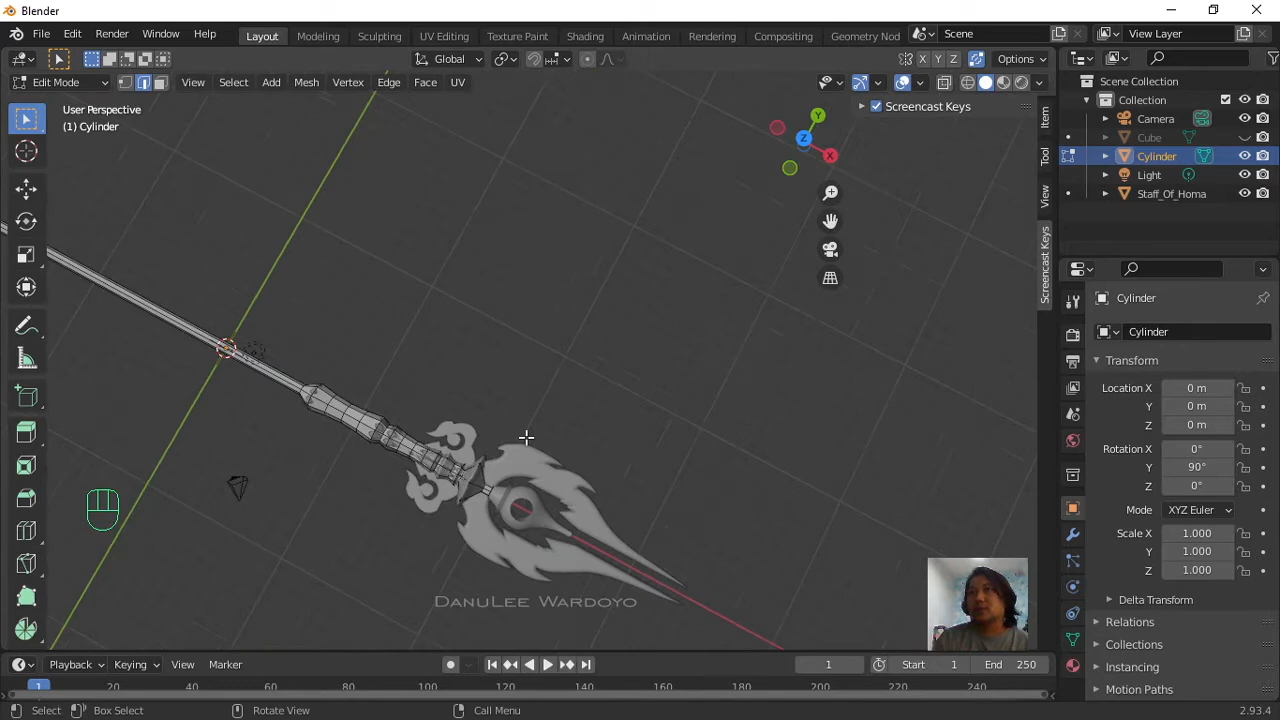 Blender
File Edit Render Window Help Layout Modeling Sculpting UV Editing Texture Paint Shading Animation Rendering Compositing Geometry Nod Scene View Layer
Global Options
Edit Mode View Select Add Mesh Vertex Edge Face UV
X Y Z
User Perspective
(1) Cylinder
Screencast Keys
Y
Z
X
Item
Tool
View
Screencast Keys
DanuLee Wardoyo
Scene Collection
Collection
Camera
Cube
Cylinder
Light
Staff_Of_Homa
Cylinder
Cylinder
Transform
Location X 0 m
Y 0 m
Z 0 m
Rotation X 0°
Y 90°
Z 0°
Mode XYZ Euler
Scale X 1.000
Y 1.000
Z 1.000
Delta Transform
Relations
Collections
Instancing
Motion Paths
Playback Keying View Marker 1 Start 1 End 250
1 20 40 60 80 100 120 140 160 180 200 220 240
Select Box Select Rotate View Call Menu 2.93.4